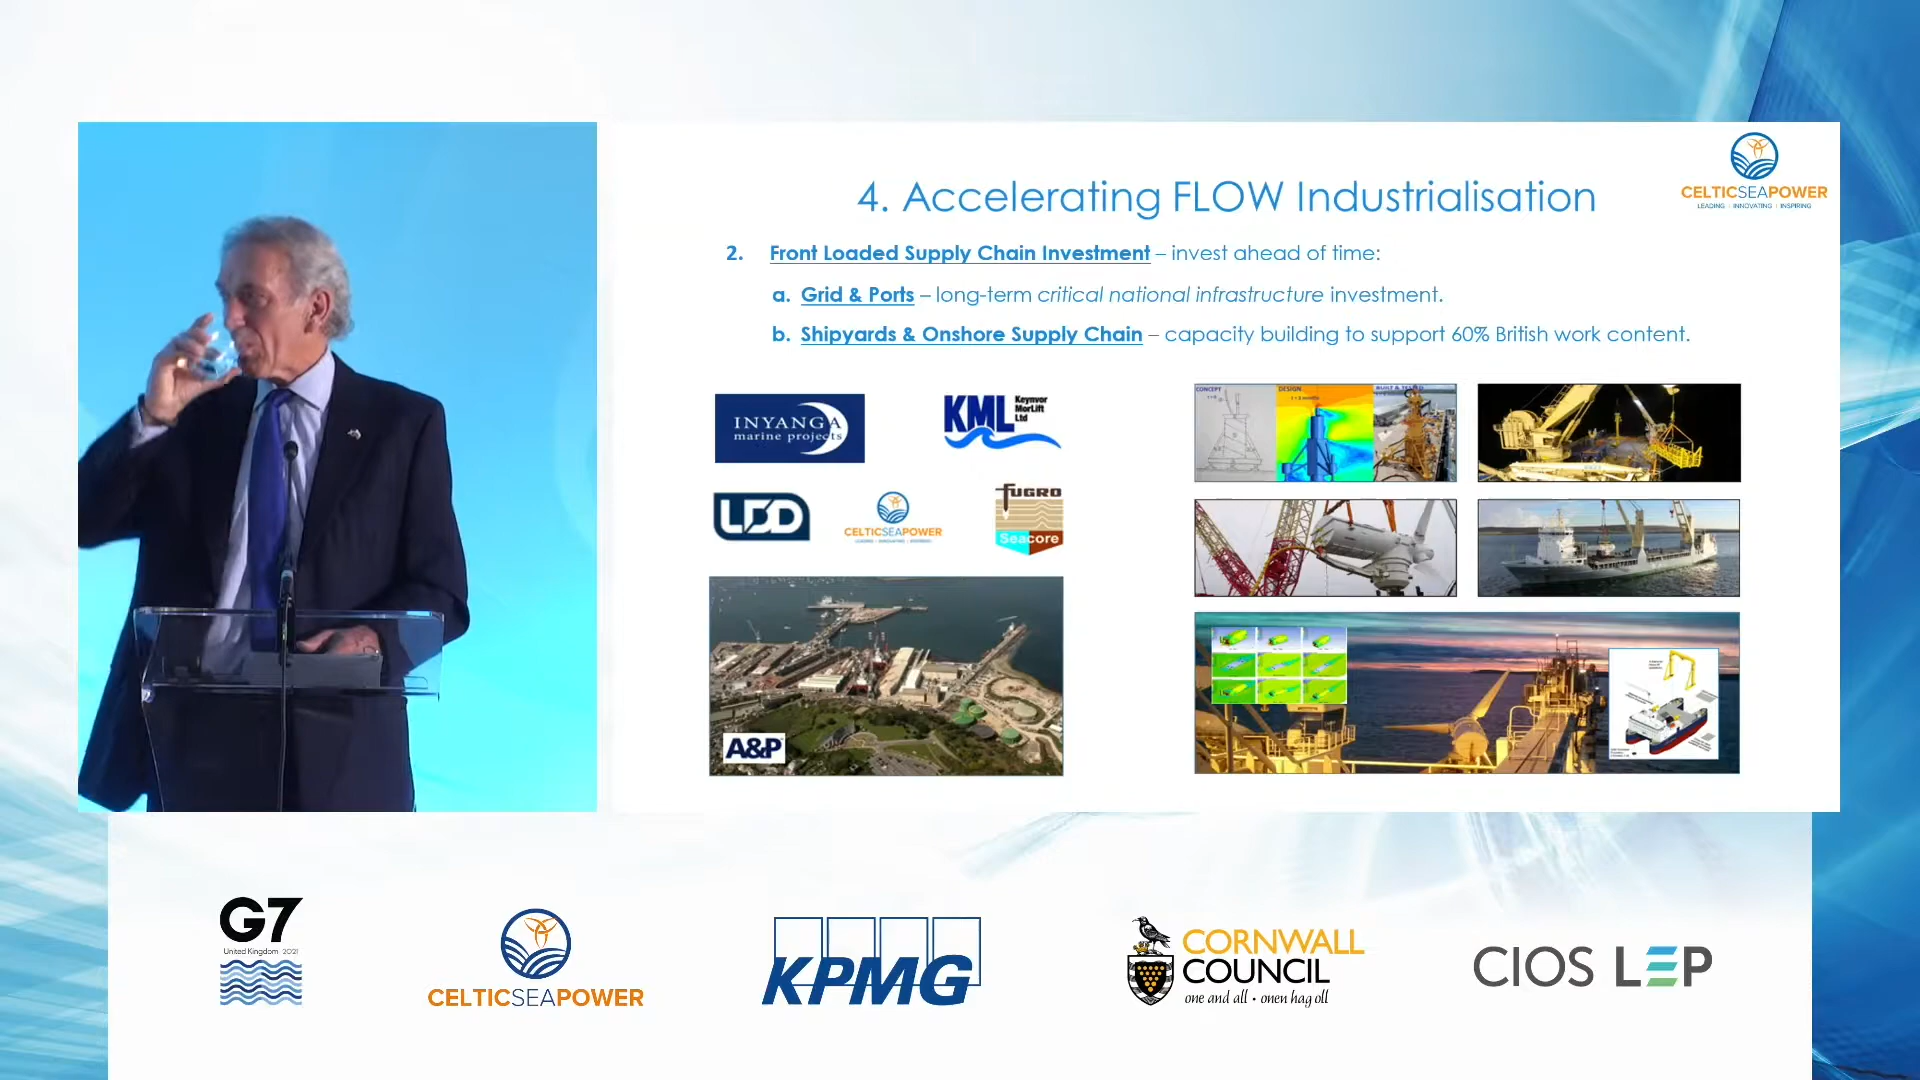 CELTICSEAPOWER
LEADING | INNOVATING | INSPIRING
4. Accelerating FLOW Industrialisation
2. Front Loaded Supply Chain Investment – invest ahead of time:
a. Grid & Ports – long-term critical national infrastructure investment.
b. Shipyards & Onshore Supply Chain – capacity building to support 60% British work content.
INYANGA
marine projects
KML Keynvor
MorLift
Ltd
CONCEPT
DESIGN
BUILT & TESTED
LDD
CELTICSEAPOWER
LEADING | INNOVATING | INSPIRING
FUGRO
Seacore
A&P
G7
United Kingdom 2021
CELTICSEAPOWER
KPMG
CORNWALL
COUNCIL
one and all • onen hag oll
CIOS LEP